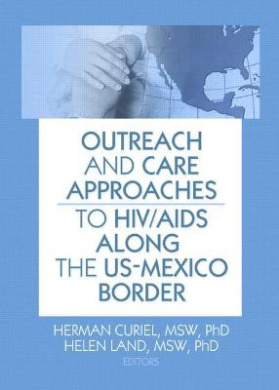 OUTREACH
AND CARE
APPROACHES
TO HIV/AIDS
ALONG
THE US-MEXICO
BORDER
HERMAN CURIEL, MSW, PhD
HELEN LAND, MSW, PhD
EDITORS